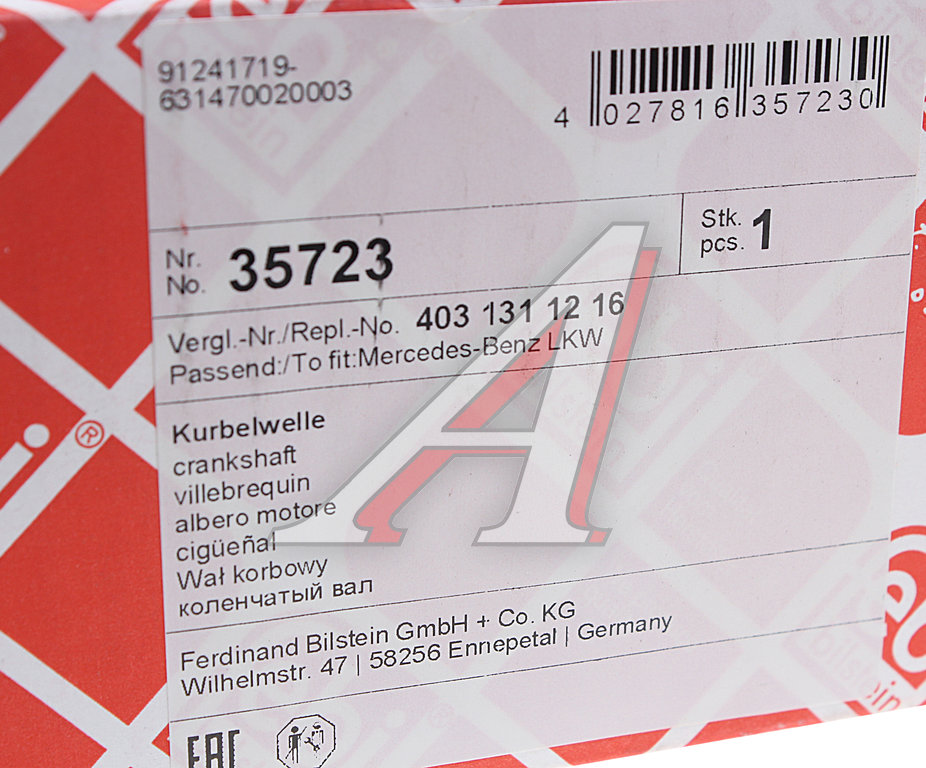 91241719-
631470020003
4 027816 357230
Nr.
No. 35723
Stk.
pcs. 1
Vergl.-Nr./Repl.-No. 403 131 12 16
Passend:/To fit:Mercedes-Benz LKW
Kurbelwelle
crankshaft
villebrequin
albero motore
cigüeñal
Wał korbowy
коленчатый вал
Ferdinand Bilstein GmbH + Co. KG
Wilhelmstr. 47 | 58256 Ennepetal | Germany
EAC